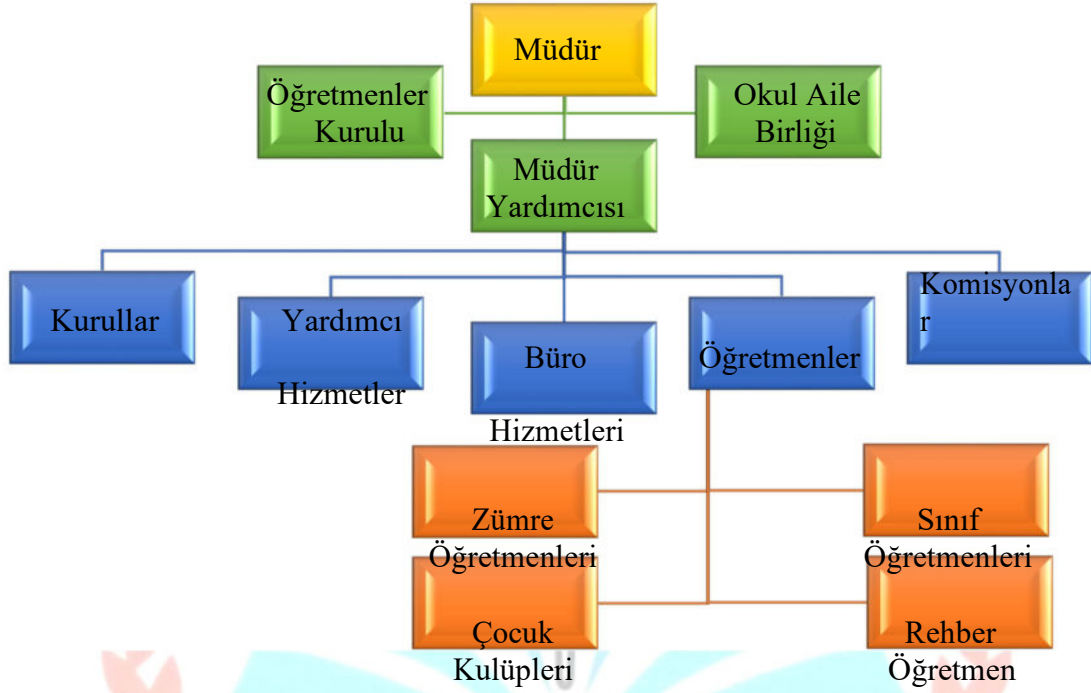 Müdür
Öğretmenler
Kurulu
Okul Aile
Birliği
Müdür
Yardımcısı
Kurullar
Yardımcı
Hizmetler
Büro
Hizmetleri
Öğretmenler
Komisyonla
r
Zümre
Öğretmenleri
Sınıf
Öğretmenleri
Çocuk
Kulüpleri
Rehber
Öğretmen